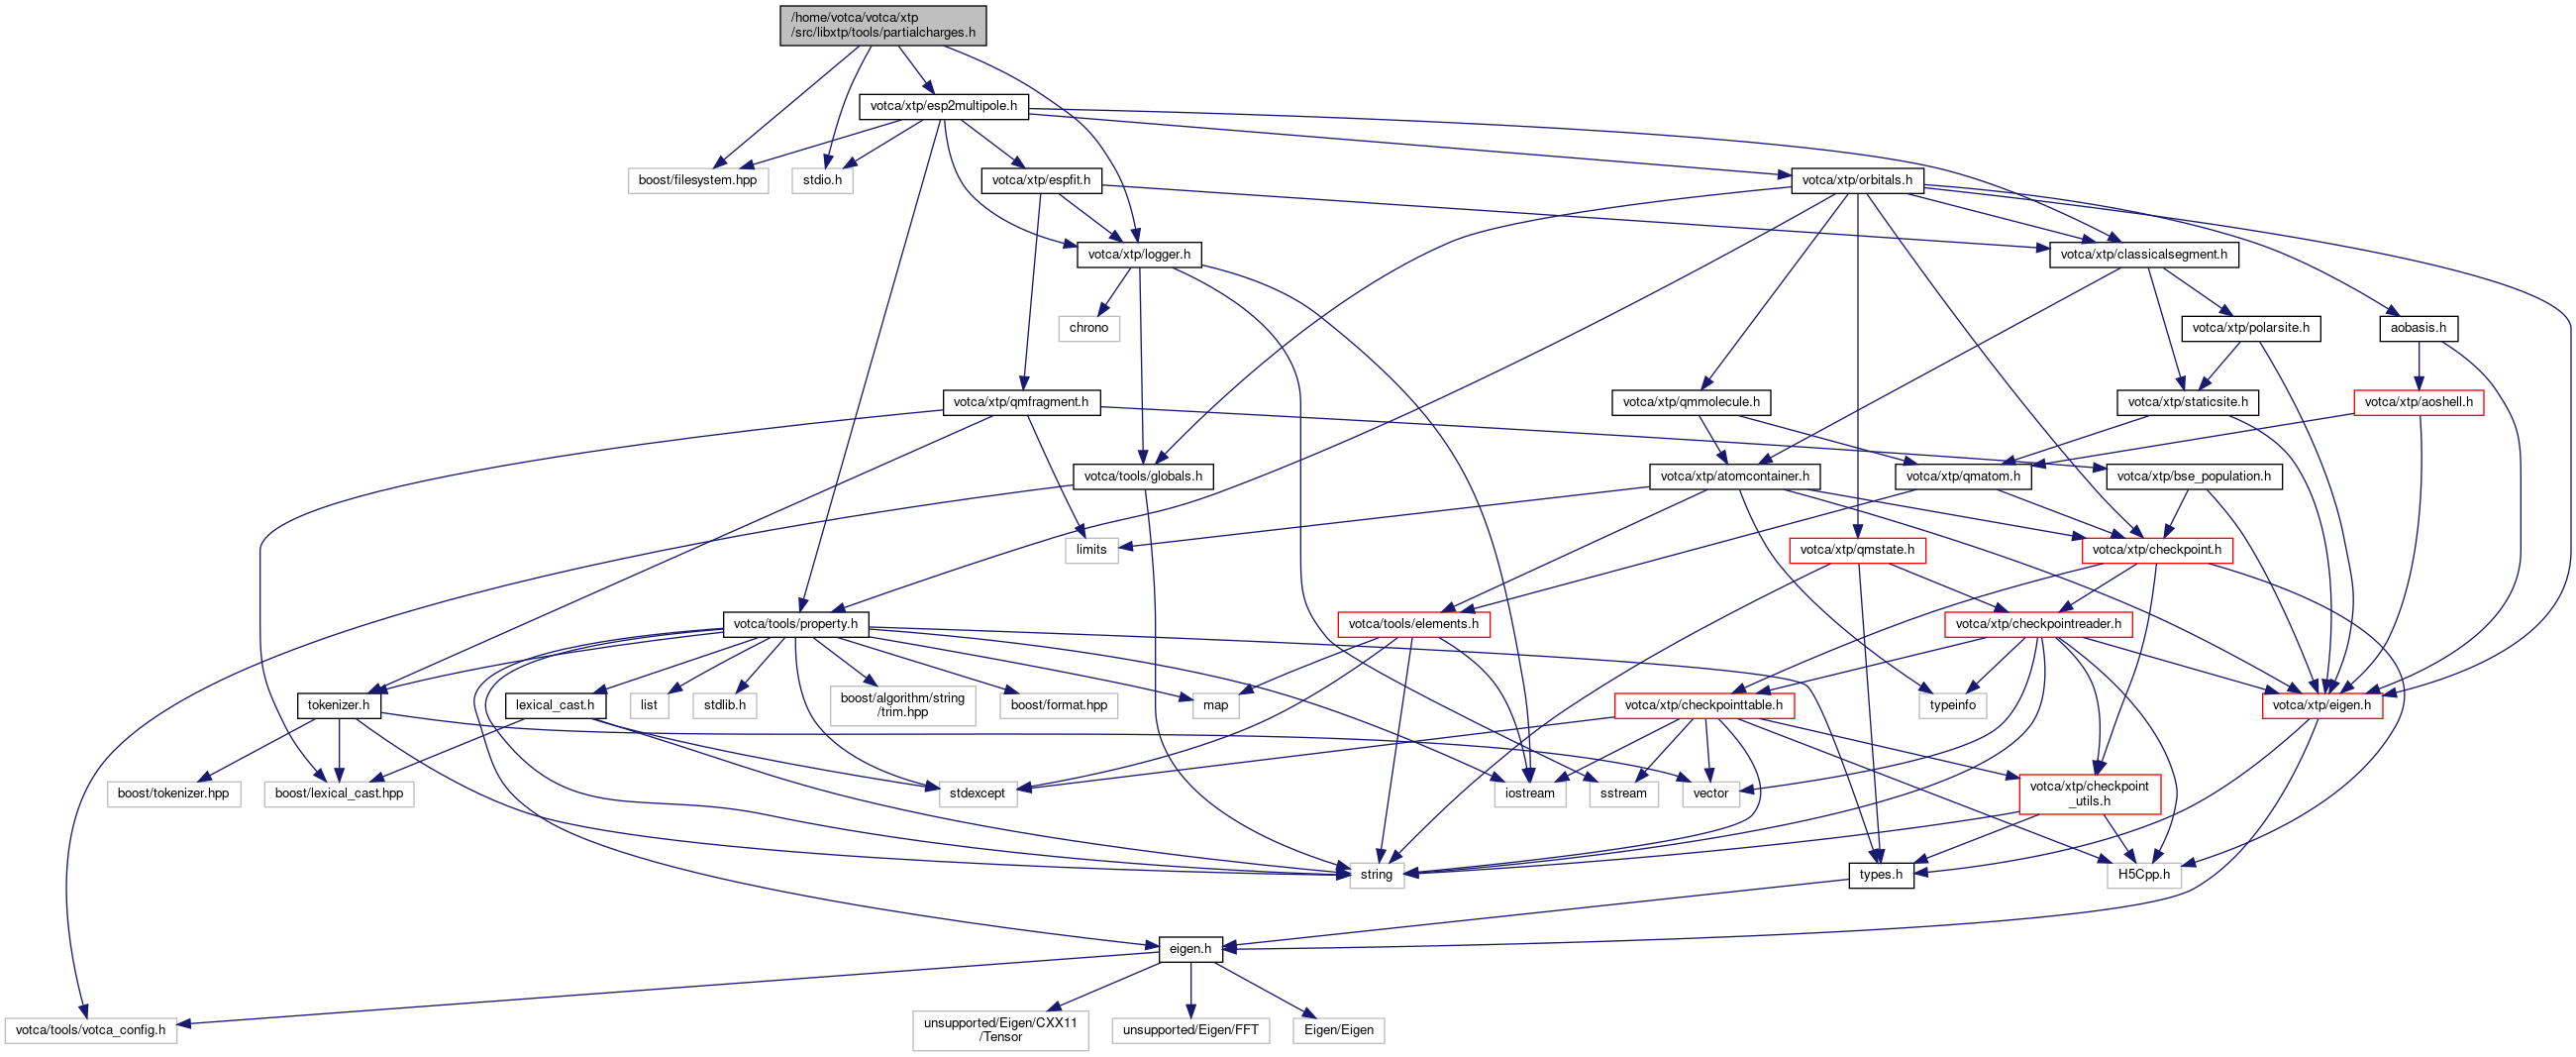 /home/votca/votca/xtp
/src/libxtp/tools/partialcharges.h
votca/xtp/esp2multipole.h
boost/filesystem.hpp
stdio.h
votca/xtp/espfit.h
votca/xtp/orbitals.h
votca/xtp/logger.h
votca/xtp/classicalsegment.h
chrono
votca/xtp/polarsite.h
aobasis.h
votca/xtp/qmfragment.h
votca/xtp/qmmolecule.h
votca/xtp/staticsite.h
votca/xtp/aoshell.h
votca/tools/globals.h
votca/xtp/atomcontainer.h
votca/xtp/qmatom.h
votca/xtp/bse_population.h
limits
votca/xtp/qmstate.h
votca/xtp/checkpoint.h
votca/tools/property.h
votca/tools/elements.h
votca/xtp/checkpointreader.h
tokenizer.h
lexical_cast.h
list
stdlib.h
boost/algorithm/string
/trim.hpp
boost/format.hpp
map
votca/xtp/checkpointtable.h
typeinfo
votca/xtp/eigen.h
boost/tokenizer.hpp
boost/lexical_cast.hpp
stdexcept
iostream
sstream
vector
votca/xtp/checkpoint
_utils.h
string
types.h
H5Cpp.h
eigen.h
votca/tools/votca_config.h
unsupported/Eigen/CXX11
/Tensor
unsupported/Eigen/FFT
Eigen/Eigen